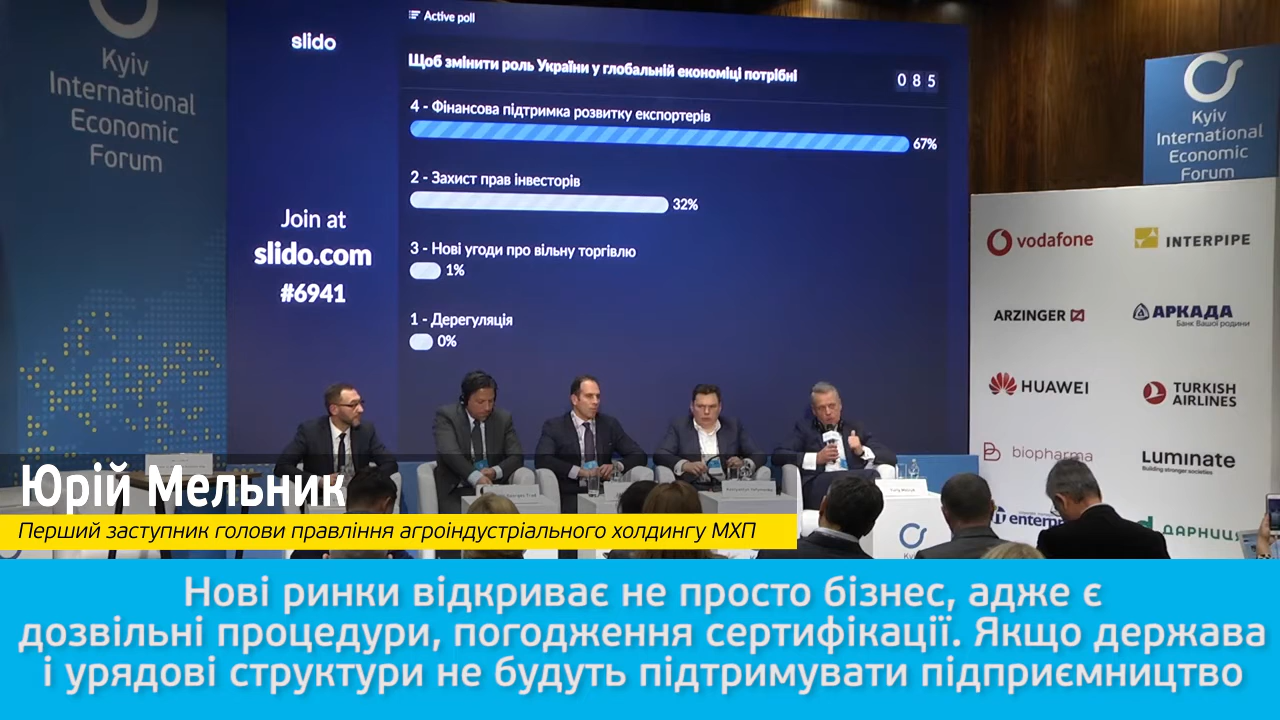 Kyiv
International
Economic
Forum
slido
Join at
slido.com
#6941
Active poll
Щоб змінити роль України у глобальній економіці потрібні
0 8 5
4 - Фінансова підтримка розвитку експортерів
67%
2 - Захист прав інвесторів
32%
3 - Нові угоди про вільну торгівлю
1%
1 - Дерегуляція
0%
Kyiv
International
Economic
Forum
vodafone
INTERPIPE
ARZINGER
АРКАДА
Банк Вашої родини
HUAWEI
TURKISH
AIRLINES
biopharma
Lumınate
Building stronger societies
enterpr
ДАРНИЦЯ
Kyiv
Юрій Мельник
Перший заступник голови правління агроіндустріального холдингу МХП
Нові ринки відкриває не просто бізнес, адже є
дозвільні процедури, погодження сертифікації. Якщо держава
і урядові структури не будуть підтримувати підприємництво